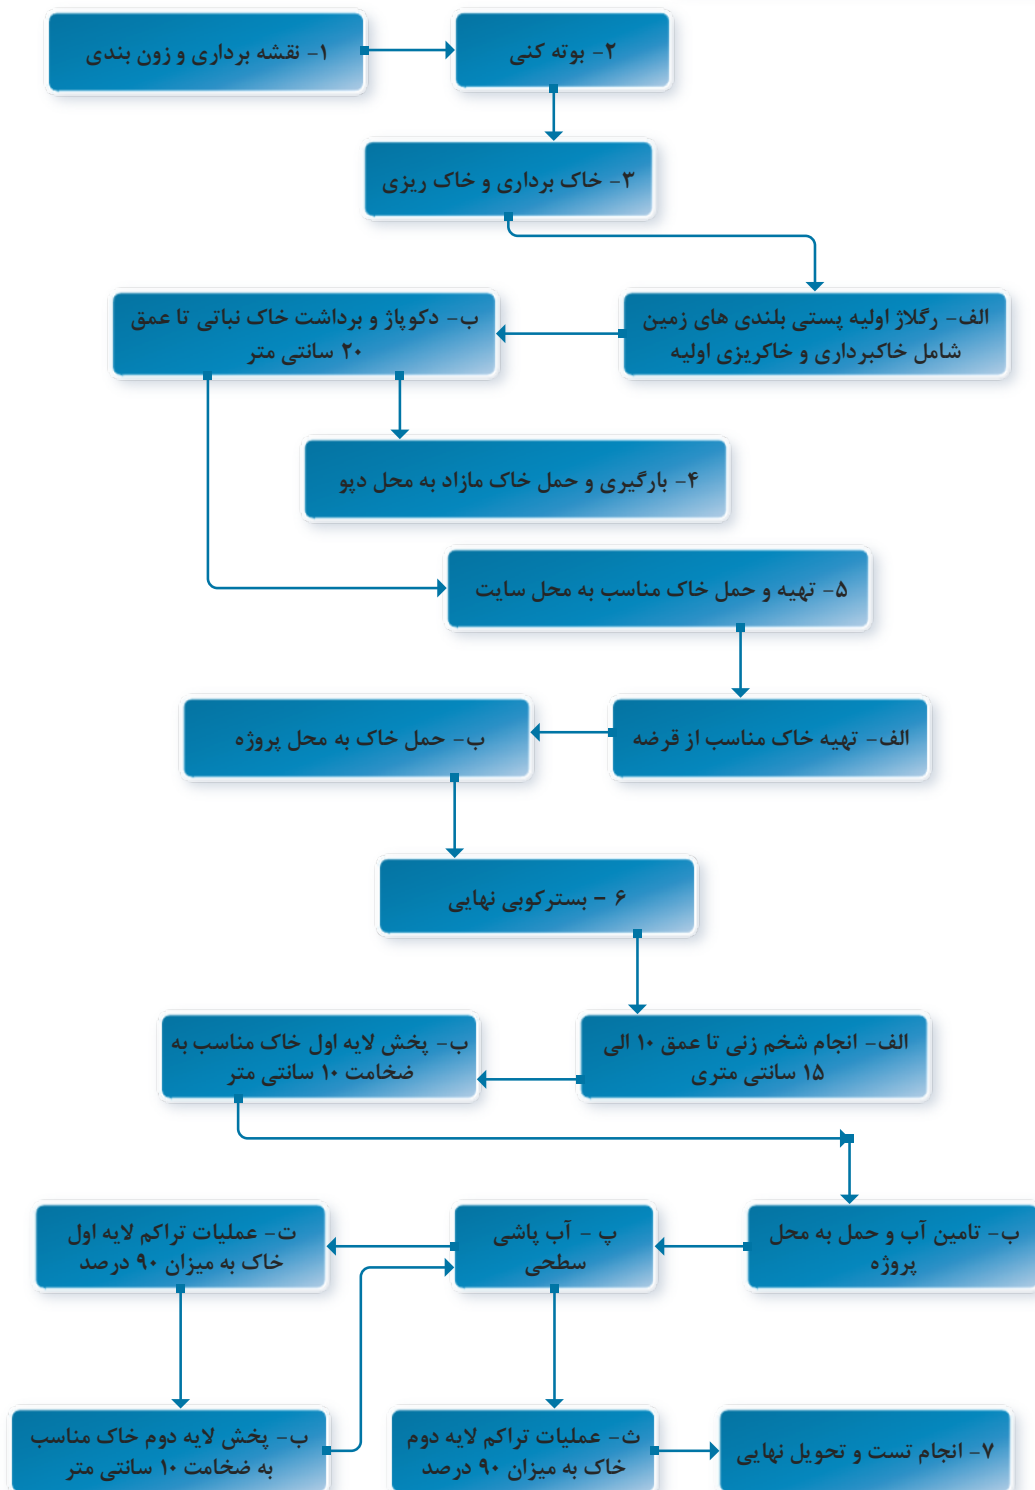 ۱- نقشه برداری و زون بندی
۲- بوته کنی
۳- خاک برداری و خاک ریزی
الف- رگلاژ اولیه پستی بلندی های زمین
شامل خاکبرداری و خاکریزی اولیه
ب- دکوپاژ و برداشت خاک نباتی تا عمق
۲۰ سانتی متر
۴- بارگیری و حمل خاک مازاد به محل دپو
۵- تهیه و حمل خاک مناسب به محل سایت
الف- تهیه خاک مناسب از قرضه
ب- حمل خاک به محل پروژه
۶ - بسترکوبی نهایی
الف- انجام شخم زنی تا عمق ۱۰ الی
۱۵ سانتی متری
ب- پخش لایه اول خاک مناسب به
ضخامت ۱۰ سانتی متر
ب- تامین آب و حمل به محل
پروژه
پ - آب پاشی
سطحی
ت- عملیات تراکم لایه اول
خاک به میزان ۹۰ درصد
ب- پخش لایه دوم خاک مناسب
به ضخامت ۱۰ سانتی متر
ث- عملیات تراکم لایه دوم
خاک به میزان ۹۰ درصد
۷- انجام تست و تحویل نهایی